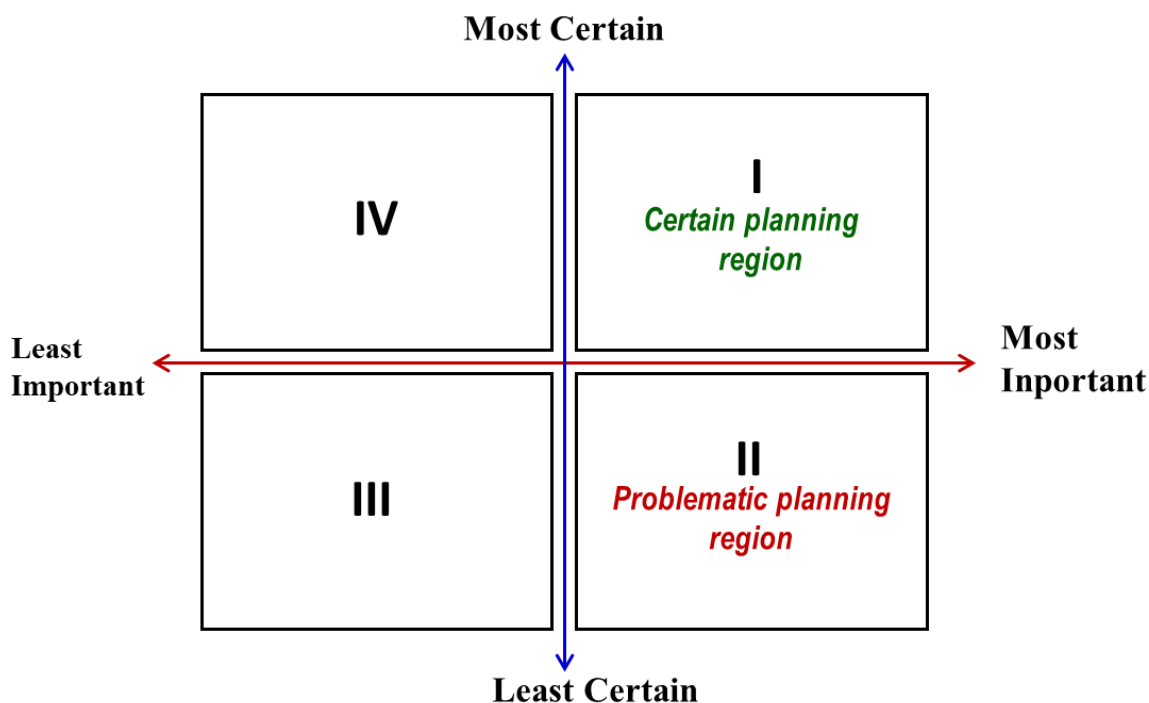 Most Certain
IV
I
Certain planning
region
Least
Important
Most
Inportant
III
II
Problematic planning
region
Least Certain